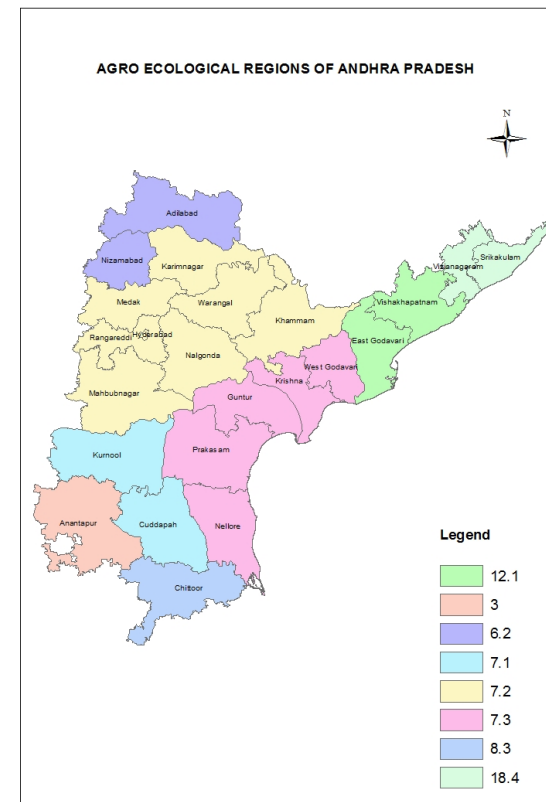 AGRO ECOLOGICAL REGIONS OF ANDHRA PRADESH
N
Adilabad
Nizamabad
Karimnagar
Medak
Warangal
Khammam
Rangareddi
Hyderabad
Nalgonda
Mahbubnagar
Srikakulam
Visianagaram
Vishakhapatnam
East Godavari
West Godavari
Krishna
Guntur
Prakasam
Kurnool
Anantapur
Cuddapah
Nellore
Chittoor
Legend
12.1
3
6.2
7.1
7.2
7.3
8.3
18.4